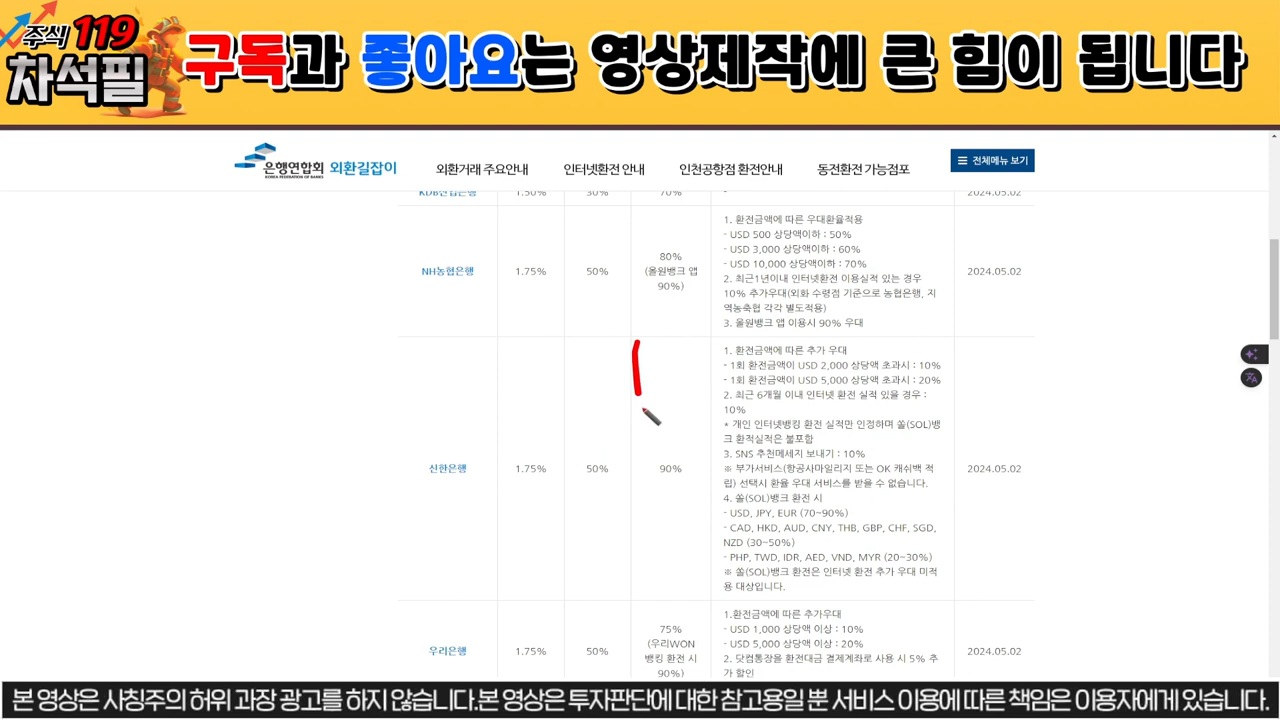 주식 119
차석필
구독과 좋아요는 영상제작에 큰 힘이 됩니다
은행연합회 외환길잡이
KOREA FEDERATION OF BANKS
외환거래 주요안내
인터넷환전 안내
인천공항점 환전안내
동전환전 가능점포
전체메뉴 보기
KDB산업은행 1.50% 30% 70% - 2024.05.02
NH농협은행
1.75%
50%
80%
(올원뱅크 앱
90%)
1. 환전금액에 따른 우대환율적용
- USD 500 상당액이하 : 50%
- USD 3,000 상당액이하 : 60%
- USD 10,000 상당액이하 : 70%
2. 최근1년이내 인터넷환전 이용실적 있는 경우
10% 추가우대(외화 수령점 기준으로 농협은행, 지
역농축협 각각 별도적용)
3. 올원뱅크 앱 이용시 90% 우대
2024.05.02
신한은행
1.75%
50%
90%
1. 환전금액에 따른 추가 우대
- 1회 환전금액이 USD 2,000 상당액 초과시 : 10%
- 1회 환전금액이 USD 5,000 상당액 초과시 : 20%
2. 최근 6개월 이내 인터넷 환전 실적 있을 경우 :
10%
* 개인 인터넷뱅킹 환전 실적만 인정하며 쏠(SOL)뱅
크 환적실적은 불포함
3. SNS 추천메세지 보내기 : 10%
※ 부가서비스(항공사마일리지 또는 OK 캐쉬백 적
립) 선택시 환율 우대 서비스를 받을 수 없습니다.
4. 쏠(SOL)뱅크 환전 시
- USD, JPY, EUR (70~90%)
- CAD, HKD, AUD, CNY, THB, GBP, CHF, SGD,
NZD (30~50%)
- PHP, TWD, IDR, AED, VND, MYR (20~30%)
※ 쏠(SOL)뱅크 환전은 인터넷 환전 추가 우대 미적
용 대상입니다.
2024.05.02
우리은행
1.75%
50%
75%
(우리WON
뱅킹 환전 시
90%)
1.환전금액에 따른 추가우대
- USD 1,000 상당액 이상 : 10%
- USD 5,000 상당액 이상 : 20%
2. 닷컴통장을 환전대금 결제계좌로 사용 시 5% 추
가 할인
2024.05.02
본 영상은 사칭주의 허위 과장 광고를 하지 않습니다.본 영상은 투자판단에 대한 참고용일 뿐 서비스 이용에 따른 책임은 이용자에게 있습니다.